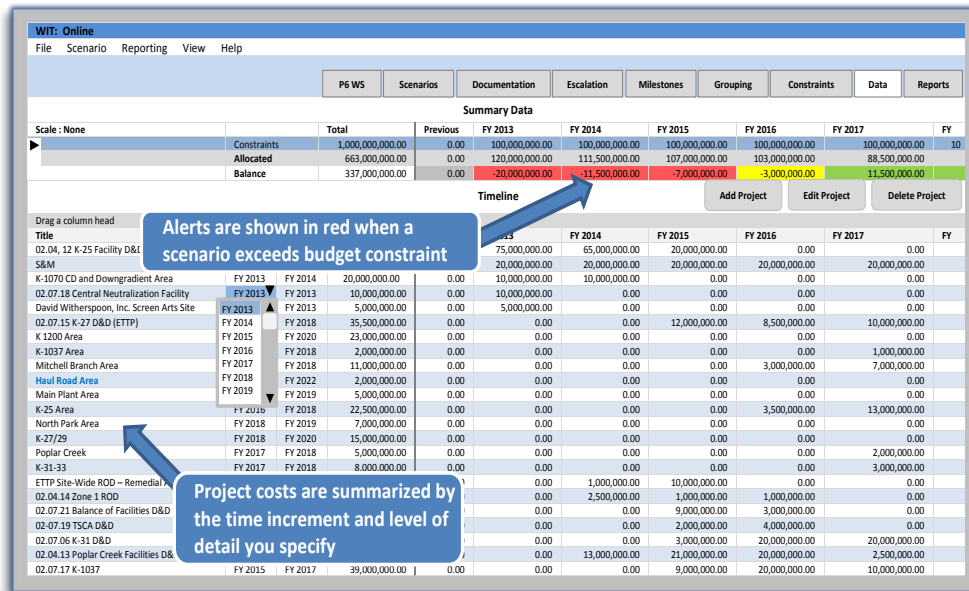 WIT: Online
File Scenario Reporting View Help
P6 WS Scenarios Documentation Escalation Milestones Grouping Constraints Data Reports
Summary Data
Scale : None Total Previous FY 2013 FY 2014 FY 2015 FY 2016 FY 2017 FY
Constraints 1,000,000,000.00 0.00 100,000,000.00 100,000,000.00 100,000,000.00 100,000,000.00 100,000,000.00 10
Allocated 663,000,000.00 0.00 120,000,000.00 111,500,000.00 107,000,000.00 103,000,000.00 88,500,000.00
Balance 337,000,000.00 0.00 -20,000,000.00 -11,500,000.00 -7,000,000.00 -3,000,000.00 11,500,000.00
Timeline Add Project Edit Project Delete Project
Drag a column head
Alerts are shown in red when a
scenario exceeds budget constraint
Title FY 2014 FY 2015 FY 2016 FY 2017 FY
02.04, 12 K-25 Facility D&D 75,000,000.00 65,000,000.00 20,000,000.00 0.00 0.00
S&M 20,000,000.00 20,000,000.00 20,000,000.00 20,000,000.00 20,000,000.00
K-1070 CD and Downgradient Area FY 2013 FY 2014 20,000,000.00 0.00 10,000,000.00 10,000,000.00 0.00 0.00 0.00
02.07.18 Central Neutralization Facility FY 2013 FY 2013 10,000,000.00 0.00 10,000,000.00 0.00 0.00 0.00 0.00
David Witherspoon, Inc. Screen Arts Site FY 2013 FY 2013 5,000,000.00 0.00 5,000,000.00 0.00 0.00 0.00 0.00
02.07.15 K-27 D&D (ETTP) FY 2014 FY 2018 35,500,000.00 0.00 0.00 0.00 12,000,000.00 8,500,000.00 10,000,000.00
K 1200 Area FY 2015 FY 2020 23,000,000.00 0.00 0.00 0.00 0.00 0.00 0.00
K-1037 Area FY 2016 FY 2018 2,000,000.00 0.00 0.00 0.00 0.00 0.00 1,000,000.00
Mitchell Branch Area FY 2017 FY 2018 11,000,000.00 0.00 0.00 0.00 0.00 3,000,000.00 7,000,000.00
Haul Road Area FY 2018 FY 2022 2,000,000.00 0.00 0.00 0.00 0.00 0.00 0.00
Main Plant Area FY 2019 FY 2019 5,000,000.00 0.00 0.00 0.00 0.00 0.00 0.00
K-25 Area FY 2016 FY 2018 22,500,000.00 0.00 0.00 0.00 0.00 3,500,000.00 13,000,000.00
North Park Area FY 2018 FY 2019 7,000,000.00 0.00 0.00 0.00 0.00 0.00 0.00
K-27/29 FY 2018 FY 2020 15,000,000.00 0.00 0.00 0.00 0.00 0.00 0.00
Poplar Creek FY 2017 FY 2018 5,000,000.00 0.00 0.00 0.00 0.00 0.00 2,000,000.00
K-31-33 FY 2017 FY 2018 8.000.000.00 0.00 0.00 0.00 0.00 0.00 3,000,000.00
ETTP Site-Wide ROD – Remedial 0.00 0.00 1,000,000.00 10,000,000.00 0.00 0.00
02.04.14 Zone 1 ROD 0.00 0.00 2,500,000.00 1,000,000.00 1,000,000.00 0.00
02.07.21 Balance of Facilities D&D 0.00 0.00 0.00 9,000,000.00 3,000,000.00 0.00
02-07.19 TSCA D&D 0.00 0.00 0.00 2,000,000.00 4,000,000.00 0.00
02.07.06 K-31 D&D 0.00 0.00 0.00 3,000,000.00 20,000,000.00 20,000,000.00
02.04.13 Poplar Creek Facilities D& 0.00 0.00 13,000,000.00 21,000,000.00 20,000,000.00 2,500,000.00
02.07.17 K-1037 FY 2015 FY 2017 39,000,000.00 0.00 0.00 0.00 9,000,000.00 20,000,000.00 10,000,000.00
Project costs are summarized by
the time increment and level of
detail you specify